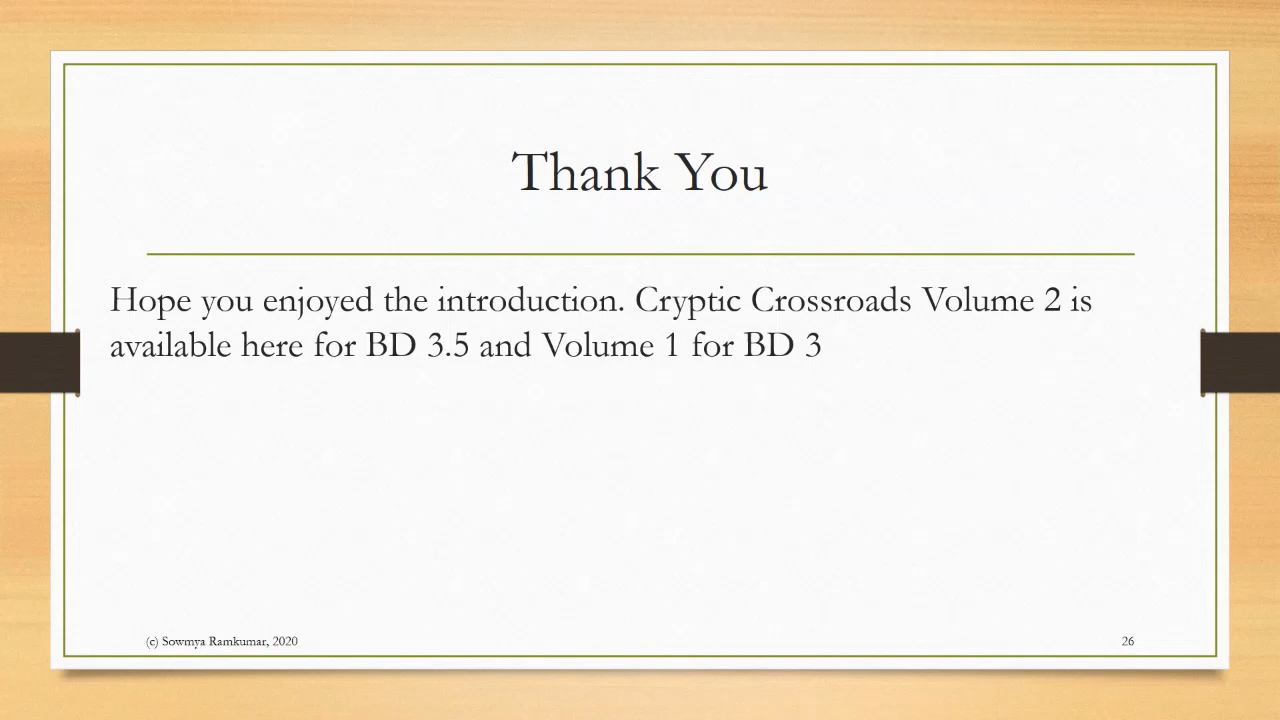 Thank You
Hope you enjoyed the introduction. Cryptic Crossroads Volume 2 is
available here for BD 3.5 and Volume 1 for BD 3
(c) Sowmya Ramkumar, 2020
26